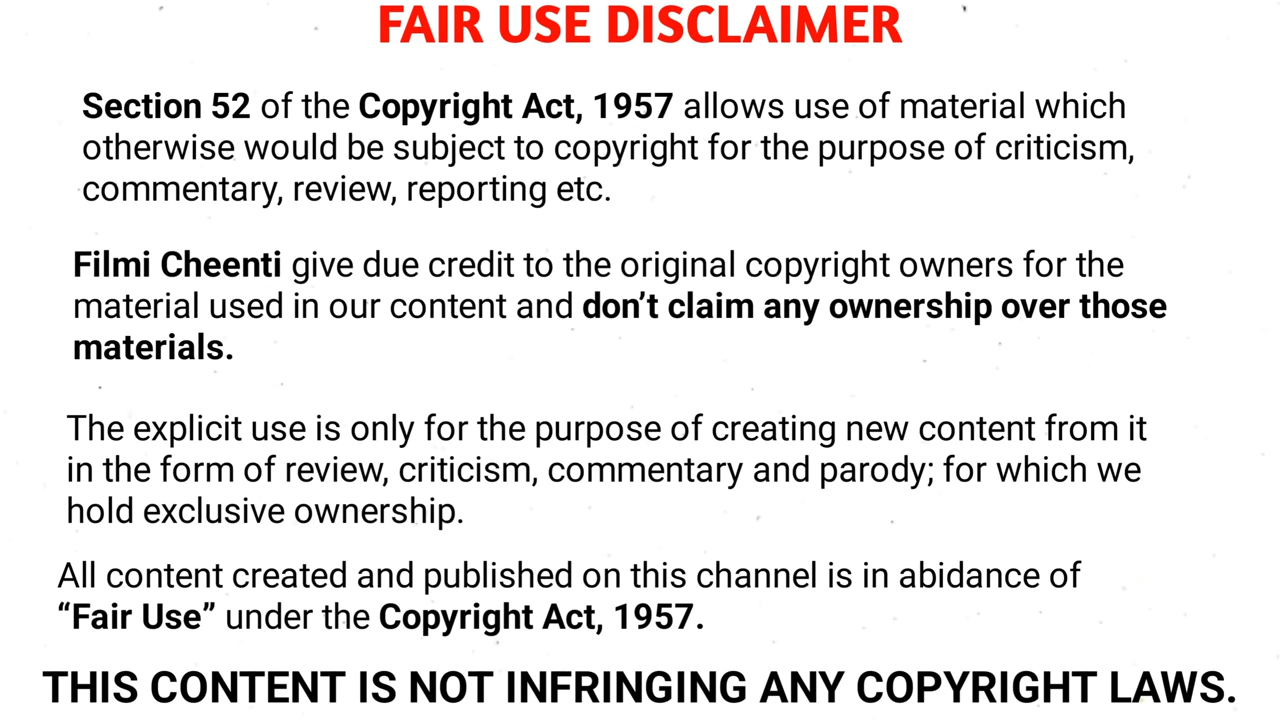 FAIR USE DISCLAIMER
Section 52 of the Copyright Act, 1957 allows use of material which
otherwise would be subject to copyright for the purpose of criticism,
commentary, review, reporting etc.
Filmi Cheenti give due credit to the original copyright owners for the
material used in our content and don’t claim any ownership over those
materials.
The explicit use is only for the purpose of creating new content from it
in the form of review, criticism, commentary and parody; for which we
hold exclusive ownership.
All content created and published on this channel is in abidance of
“Fair Use” under the Copyright Act, 1957.
THIS CONTENT IS NOT INFRINGING ANY COPYRIGHT LAWS.